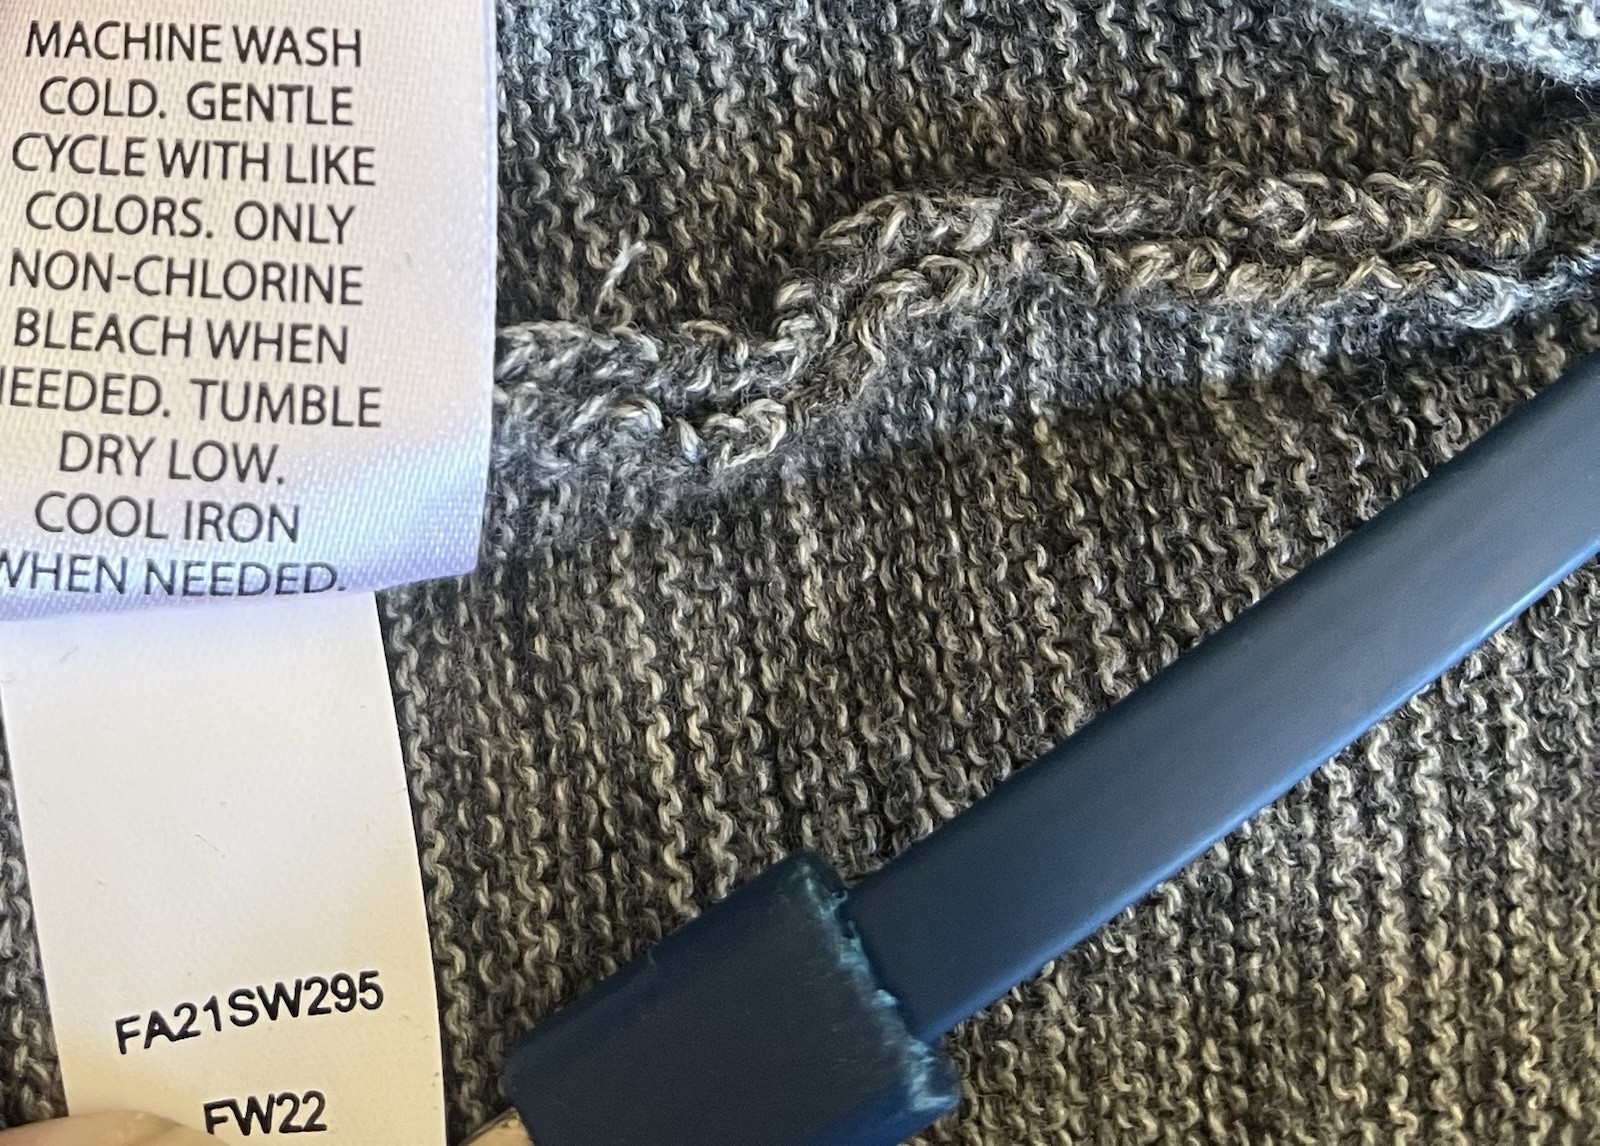 MACHINE WASH
COLD. GENTLE
CYCLE WITH LIKE
COLORS. ONLY
NON-CHLORINE
BLEACH WHEN
NEEDED. TUMBLE
DRY LOW.
COOL IRON
WHEN NEEDED.
FA21SW295
FW22